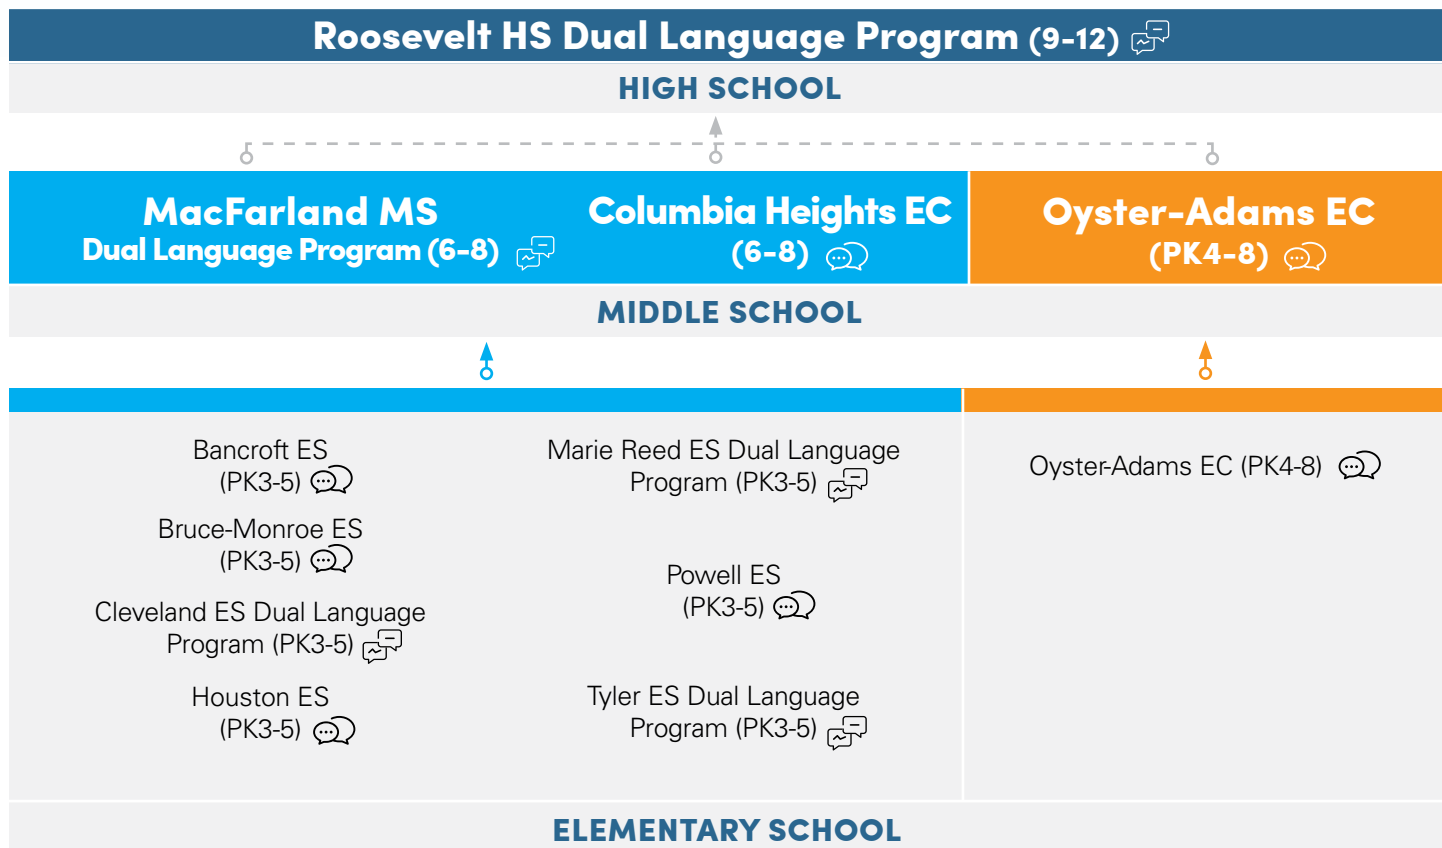 Roosevelt HS Dual Language Program (9-12)
HIGH SCHOOL
MacFarland MS
Dual Language Program (6-8)
Columbia Heights EC
(6-8)
Oyster-Adams EC
(PK4-8)
MIDDLE SCHOOL
Bancroft ES
(PK3-5)
Bruce-Monroe ES
(PK3-5)
Cleveland ES Dual Language
Program (PK3-5)
Houston ES
(PK3-5)
Marie Reed ES Dual Language
Program (PK3-5)
Powell ES
(PK3-5)
Tyler ES Dual Language
Program (PK3-5)
Oyster-Adams EC (PK4-8)
ELEMENTARY SCHOOL